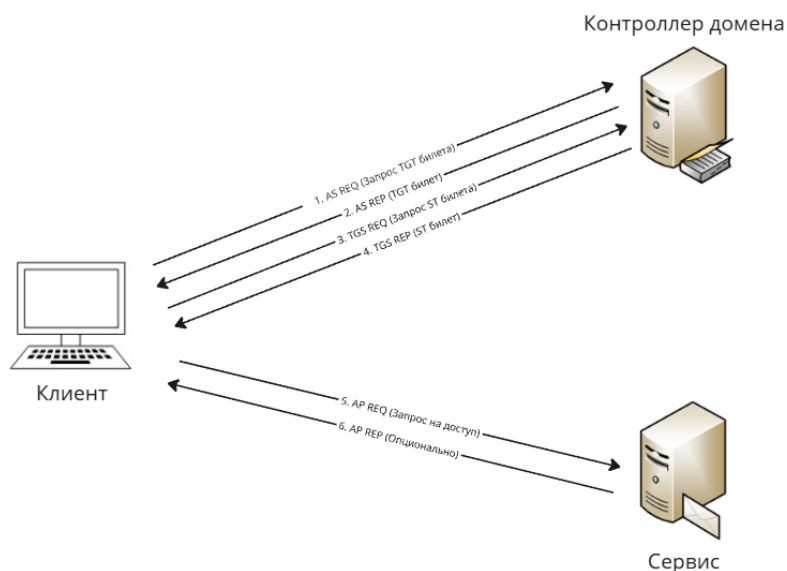 Контроллер домена
1. AS REQ (Запрос TGT билета)
2. AS REP (TGT билет)
3. TGS REQ (Запрос ST билета)
4. TGS REP (ST билет)
Клиент
5. AP REQ (Запрос на доступ)
6. AP REP (Опционально)
Сервис